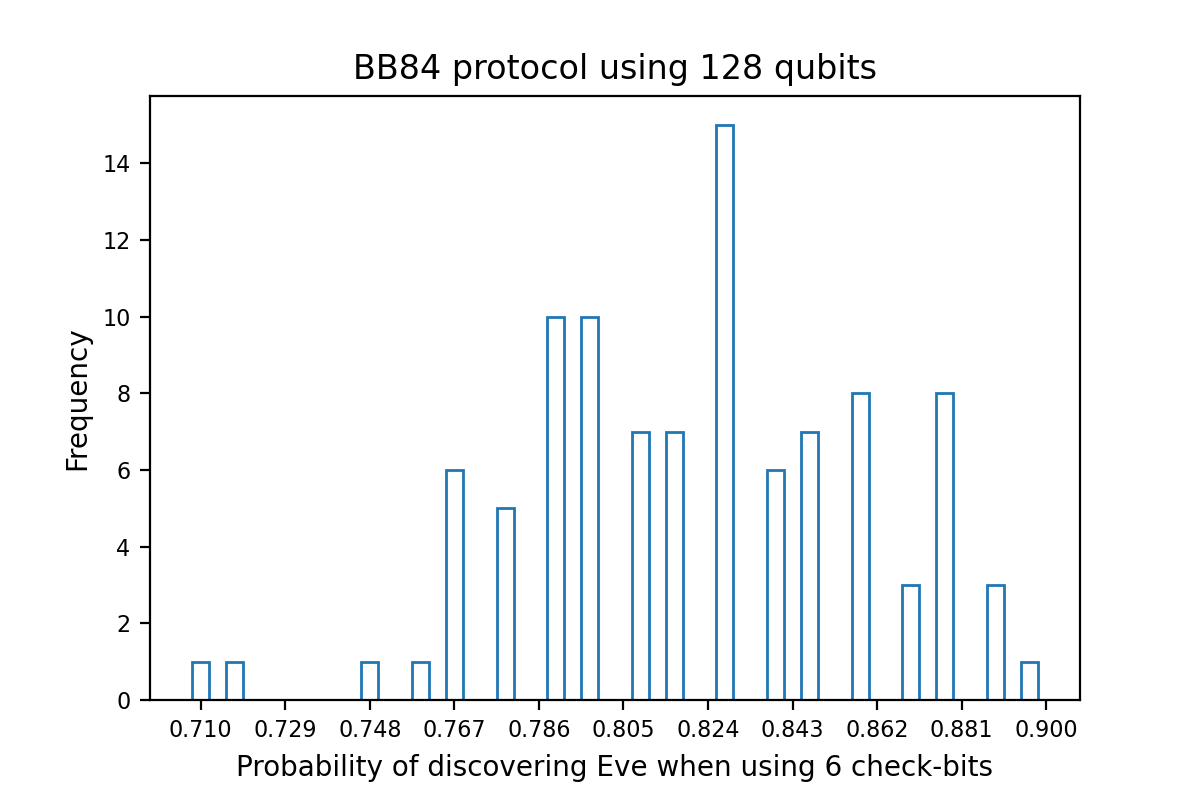 BB84 protocol using 128 qubits
14
12
10
8
6
4
2
0
Frequency
0.710 0.729 0.748 0.767 0.786 0.805 0.824 0.843 0.862 0.881 0.900
Probability of discovering Eve when using 6 check-bits